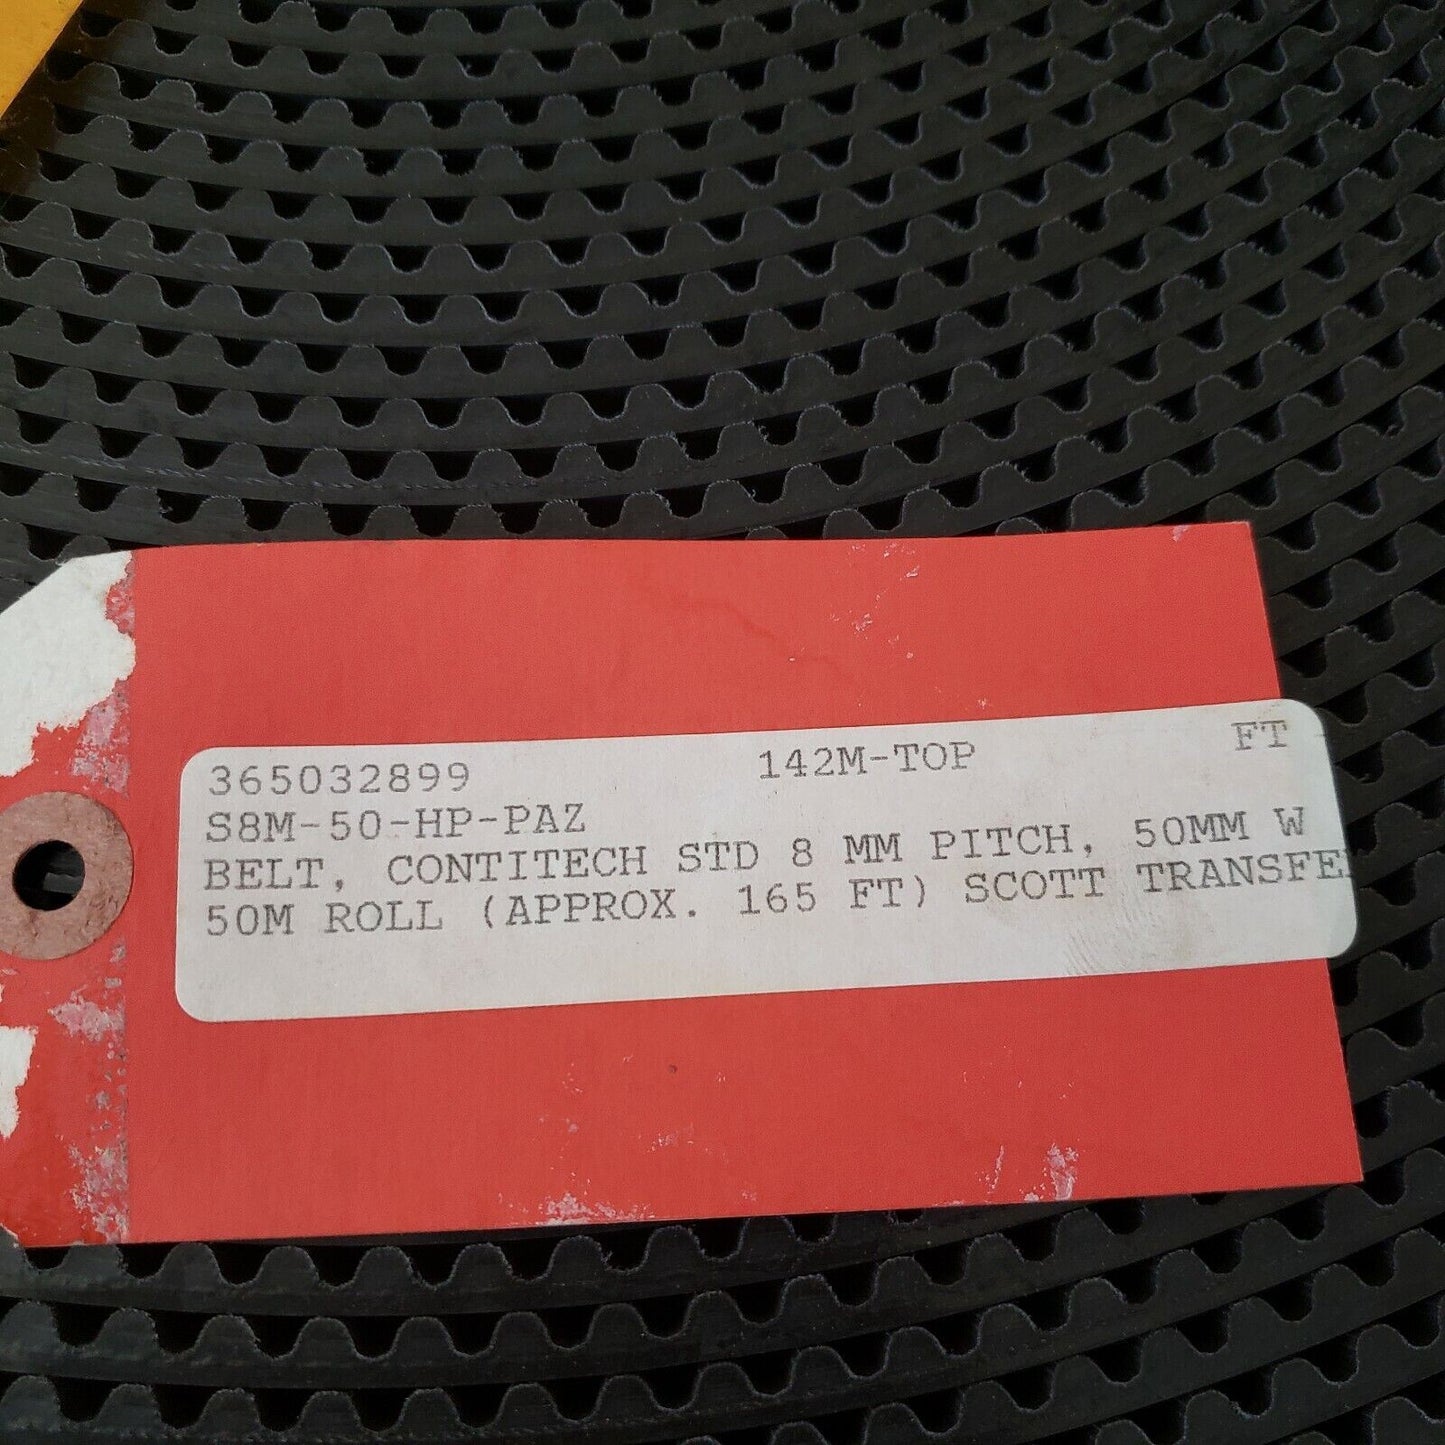 365032899 142M-TOP FT
S8M-50-HP-PAZ
BELT, CONTITECH STD 8 MM PITCH, 50MM W
50M ROLL (APPROX. 165 FT) SCOTT TRANSFE